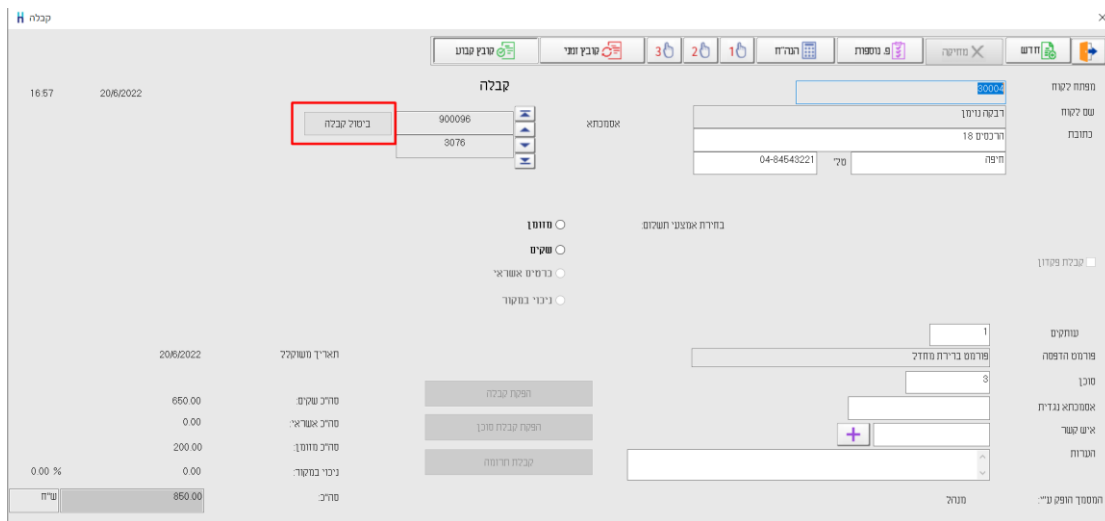 קבלה
חדש
מחיקה
פ. נוספות
הנה"ח
1
2
3
קובץ זמני
קובץ קבוע
קבלה
מפתח לקוח 30004
שם לקוח רבקה נוימן
כתובת הרכסים 18
חיפה טל' 04-84543221
אסמכתא 900096
3076
ביטול קבלה
20/6/2022 16:57
בחירת אמצעי תשלום:
מזומן
שקים
כרטיס אשראי
ניכוי במקור
קבלת פקדון
עותקים 1
פורמט הדפסה פורמט ברירת מחדל
סוכן 3
אסמכתא נגדית
איש קשר
הערות
המסמך הופק ע"י: מנהל
הפקת קבלה
הפקת קבלת סוכן
קבלת תרומה
תאריך משוקלל 20/6/2022
סה"כ שקים: 650.00
סה"כ אשראי: 0.00
סה"כ מזומן: 200.00
ניכוי במקור: 0.00 0.00 %
סה"כ: 850.00 ש"ח